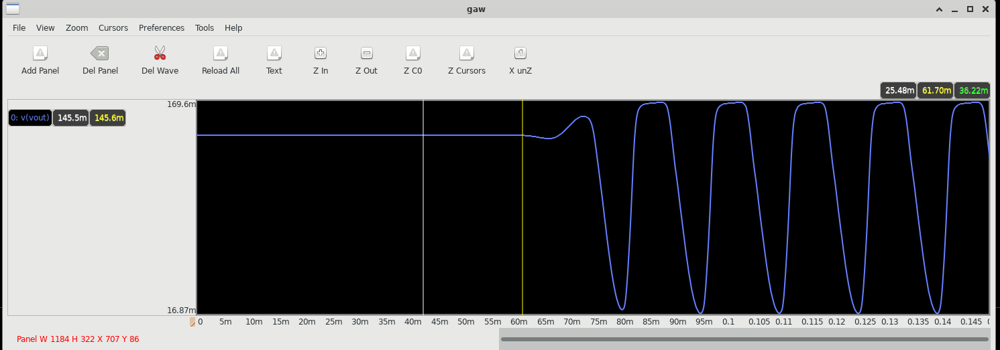 gaw
File View Zoom Cursors Preferences Tools Help
Add Panel Del Panel Del Wave Reload All Text Z In Z Out Z C0 Z Cursors X unZ
25.48m 61.70m 36.22m
169.6m
0: v(vout) 145.5m 145.6m
16.87m
0 5m 10m 15m 20m 25m 30m 35m 40m 45m 50m 55m 60m 65m 70m 75m 80m 85m 90m 95m 0.1 0.105 0.11 0.115 0.12 0.125 0.13 0.135 0.14 0.145
Panel W 1184 H 322 X 707 Y 86